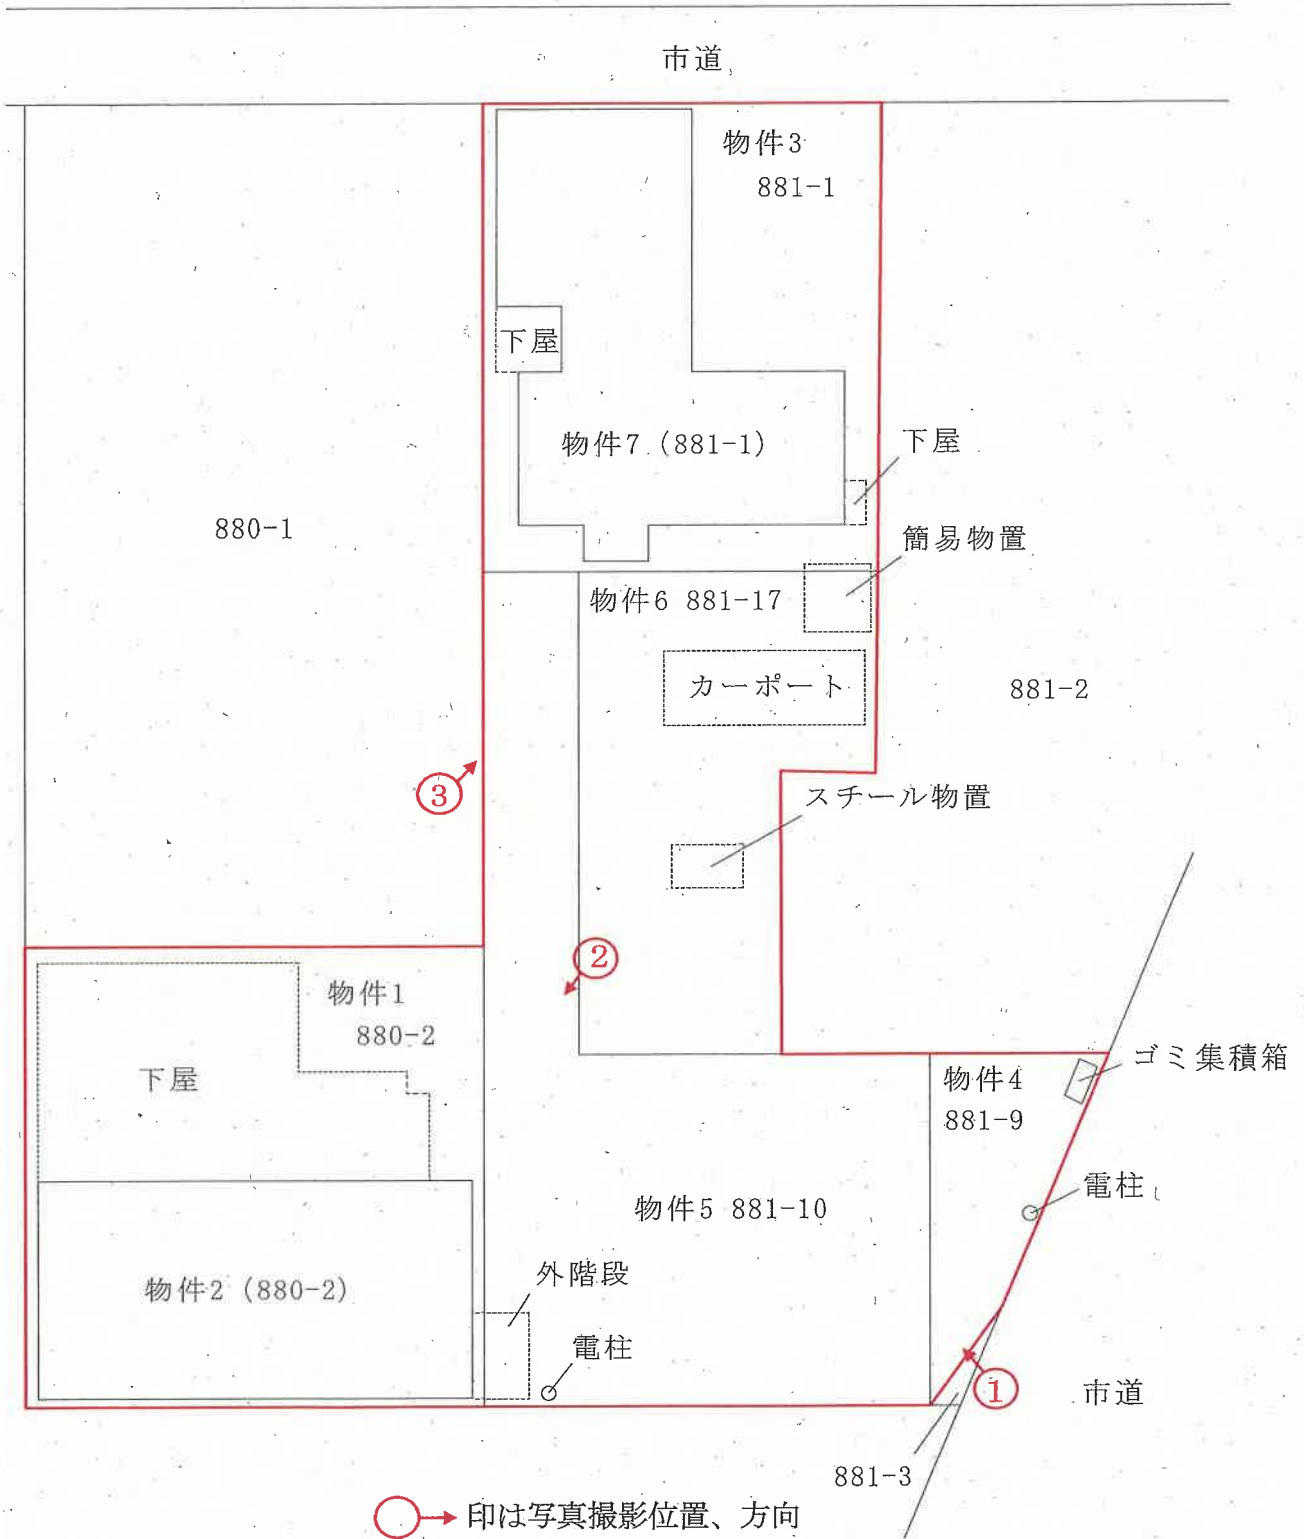 市道
物件3
881-1
下屋
物件7 (881-1)
下屋
880-1
簡易物置
物件6 881-17
カーポート
881-2
③
スチール物置
②
物件1
880-2
下屋
ゴミ集積箱
物件4
881-9
電柱
物件5 881-10
外階段
物件2 (880-2)
電柱
①
市道
881-3
印は写真撮影位置、方向